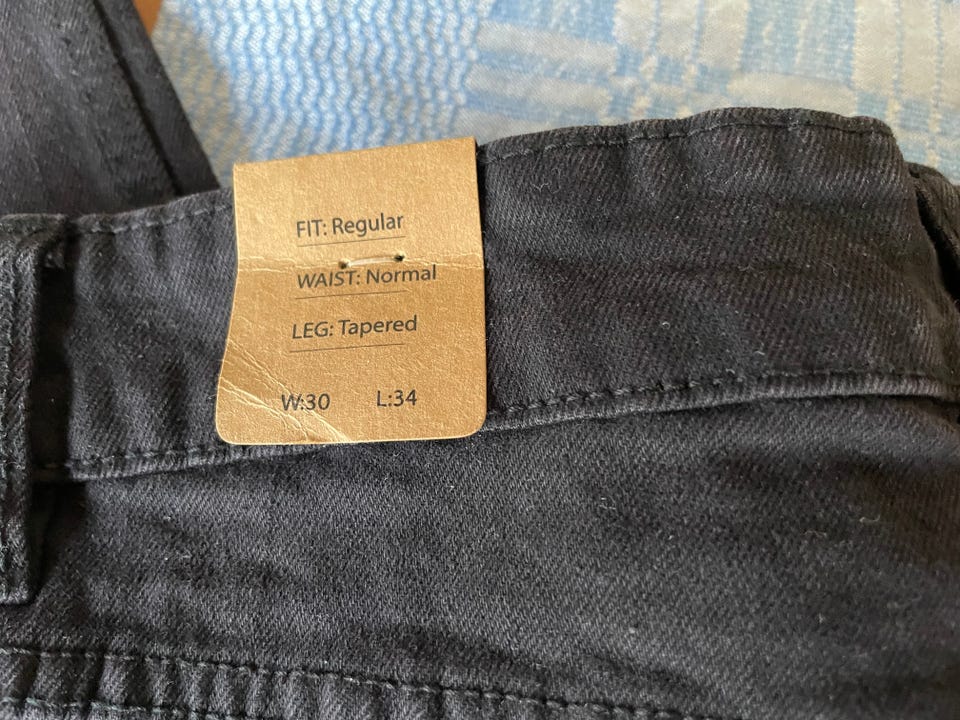 FIT: Regular
WAIST: Normal
LEG: Tapered
W:30 L:34